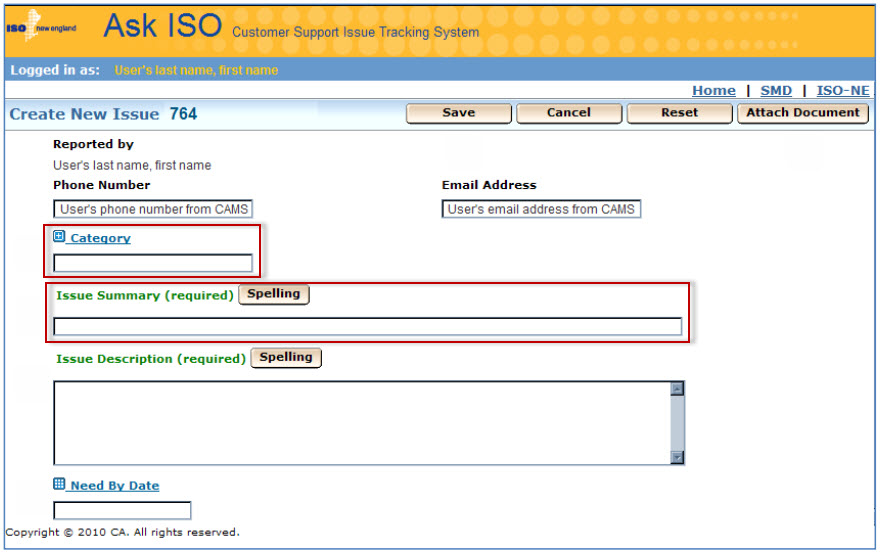 ISO new england
Ask ISO Customer Support Issue Tracking System
Logged in as: User's last name, first name
Home | SMD | ISO-NE
Create New Issue 764
Save
Cancel
Reset
Attach Document
Reported by
User's last name, first name
Phone Number
Email Address
User's phone number from CAMS
User's email address from CAMS
Category
Issue Summary (required) Spelling
Issue Description (required) Spelling
Need By Date
Copyright © 2010 CA. All rights reserved.